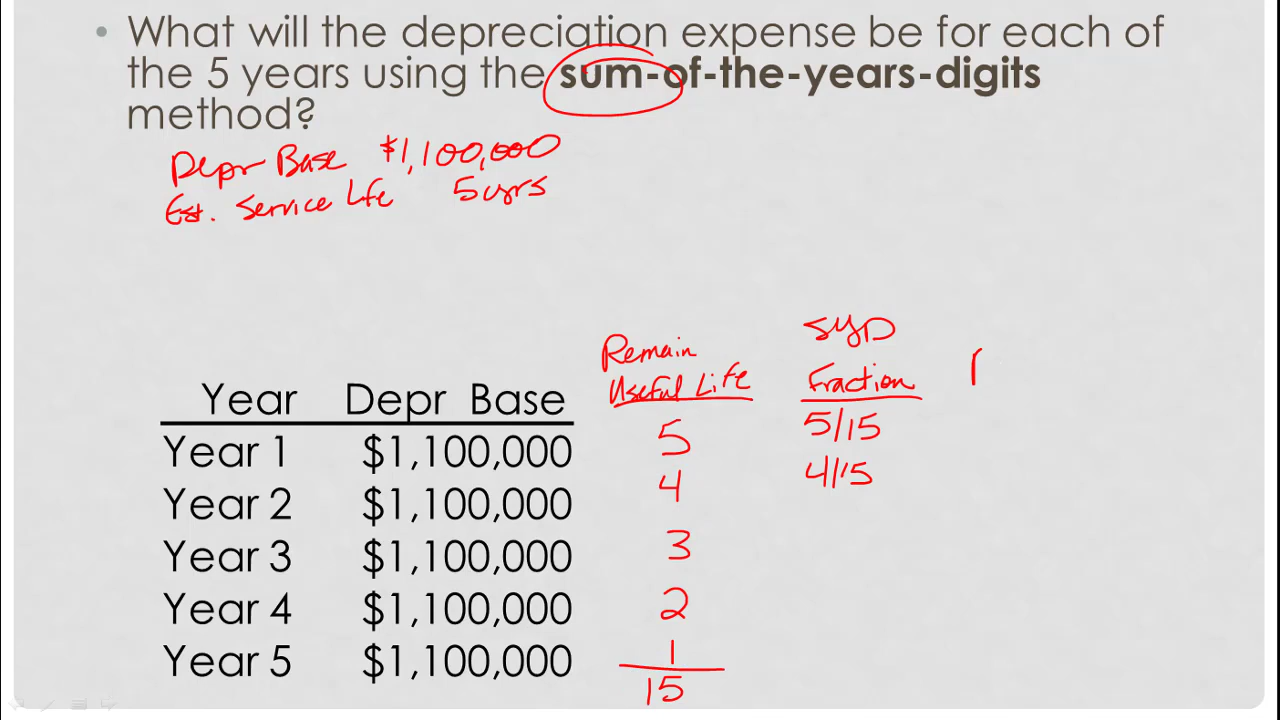 • What will the depreciation expense be for each of
the 5 years using the sum-of-the-years-digits
method?
Depr Base $1,100,000
Est. Service Life 5 yrs
Remain
Useful Life
SYD
Fraction
Year Depr Base
Year 1 $1,100,000 5 5/15
Year 2 $1,100,000 4 4/15
Year 3 $1,100,000 3
Year 4 $1,100,000 2
Year 5 $1,100,000 1
15